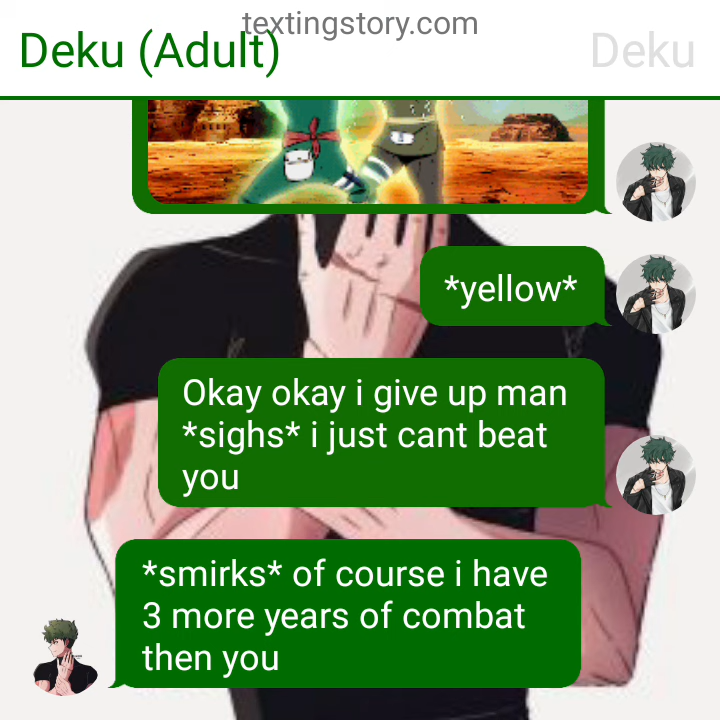 textingstory.com
Deku (Adult)
Deku
*yellow*
Okay okay i give up man
*sighs* i just cant beat
you
*smirks* of course i have
3 more years of combat
then you